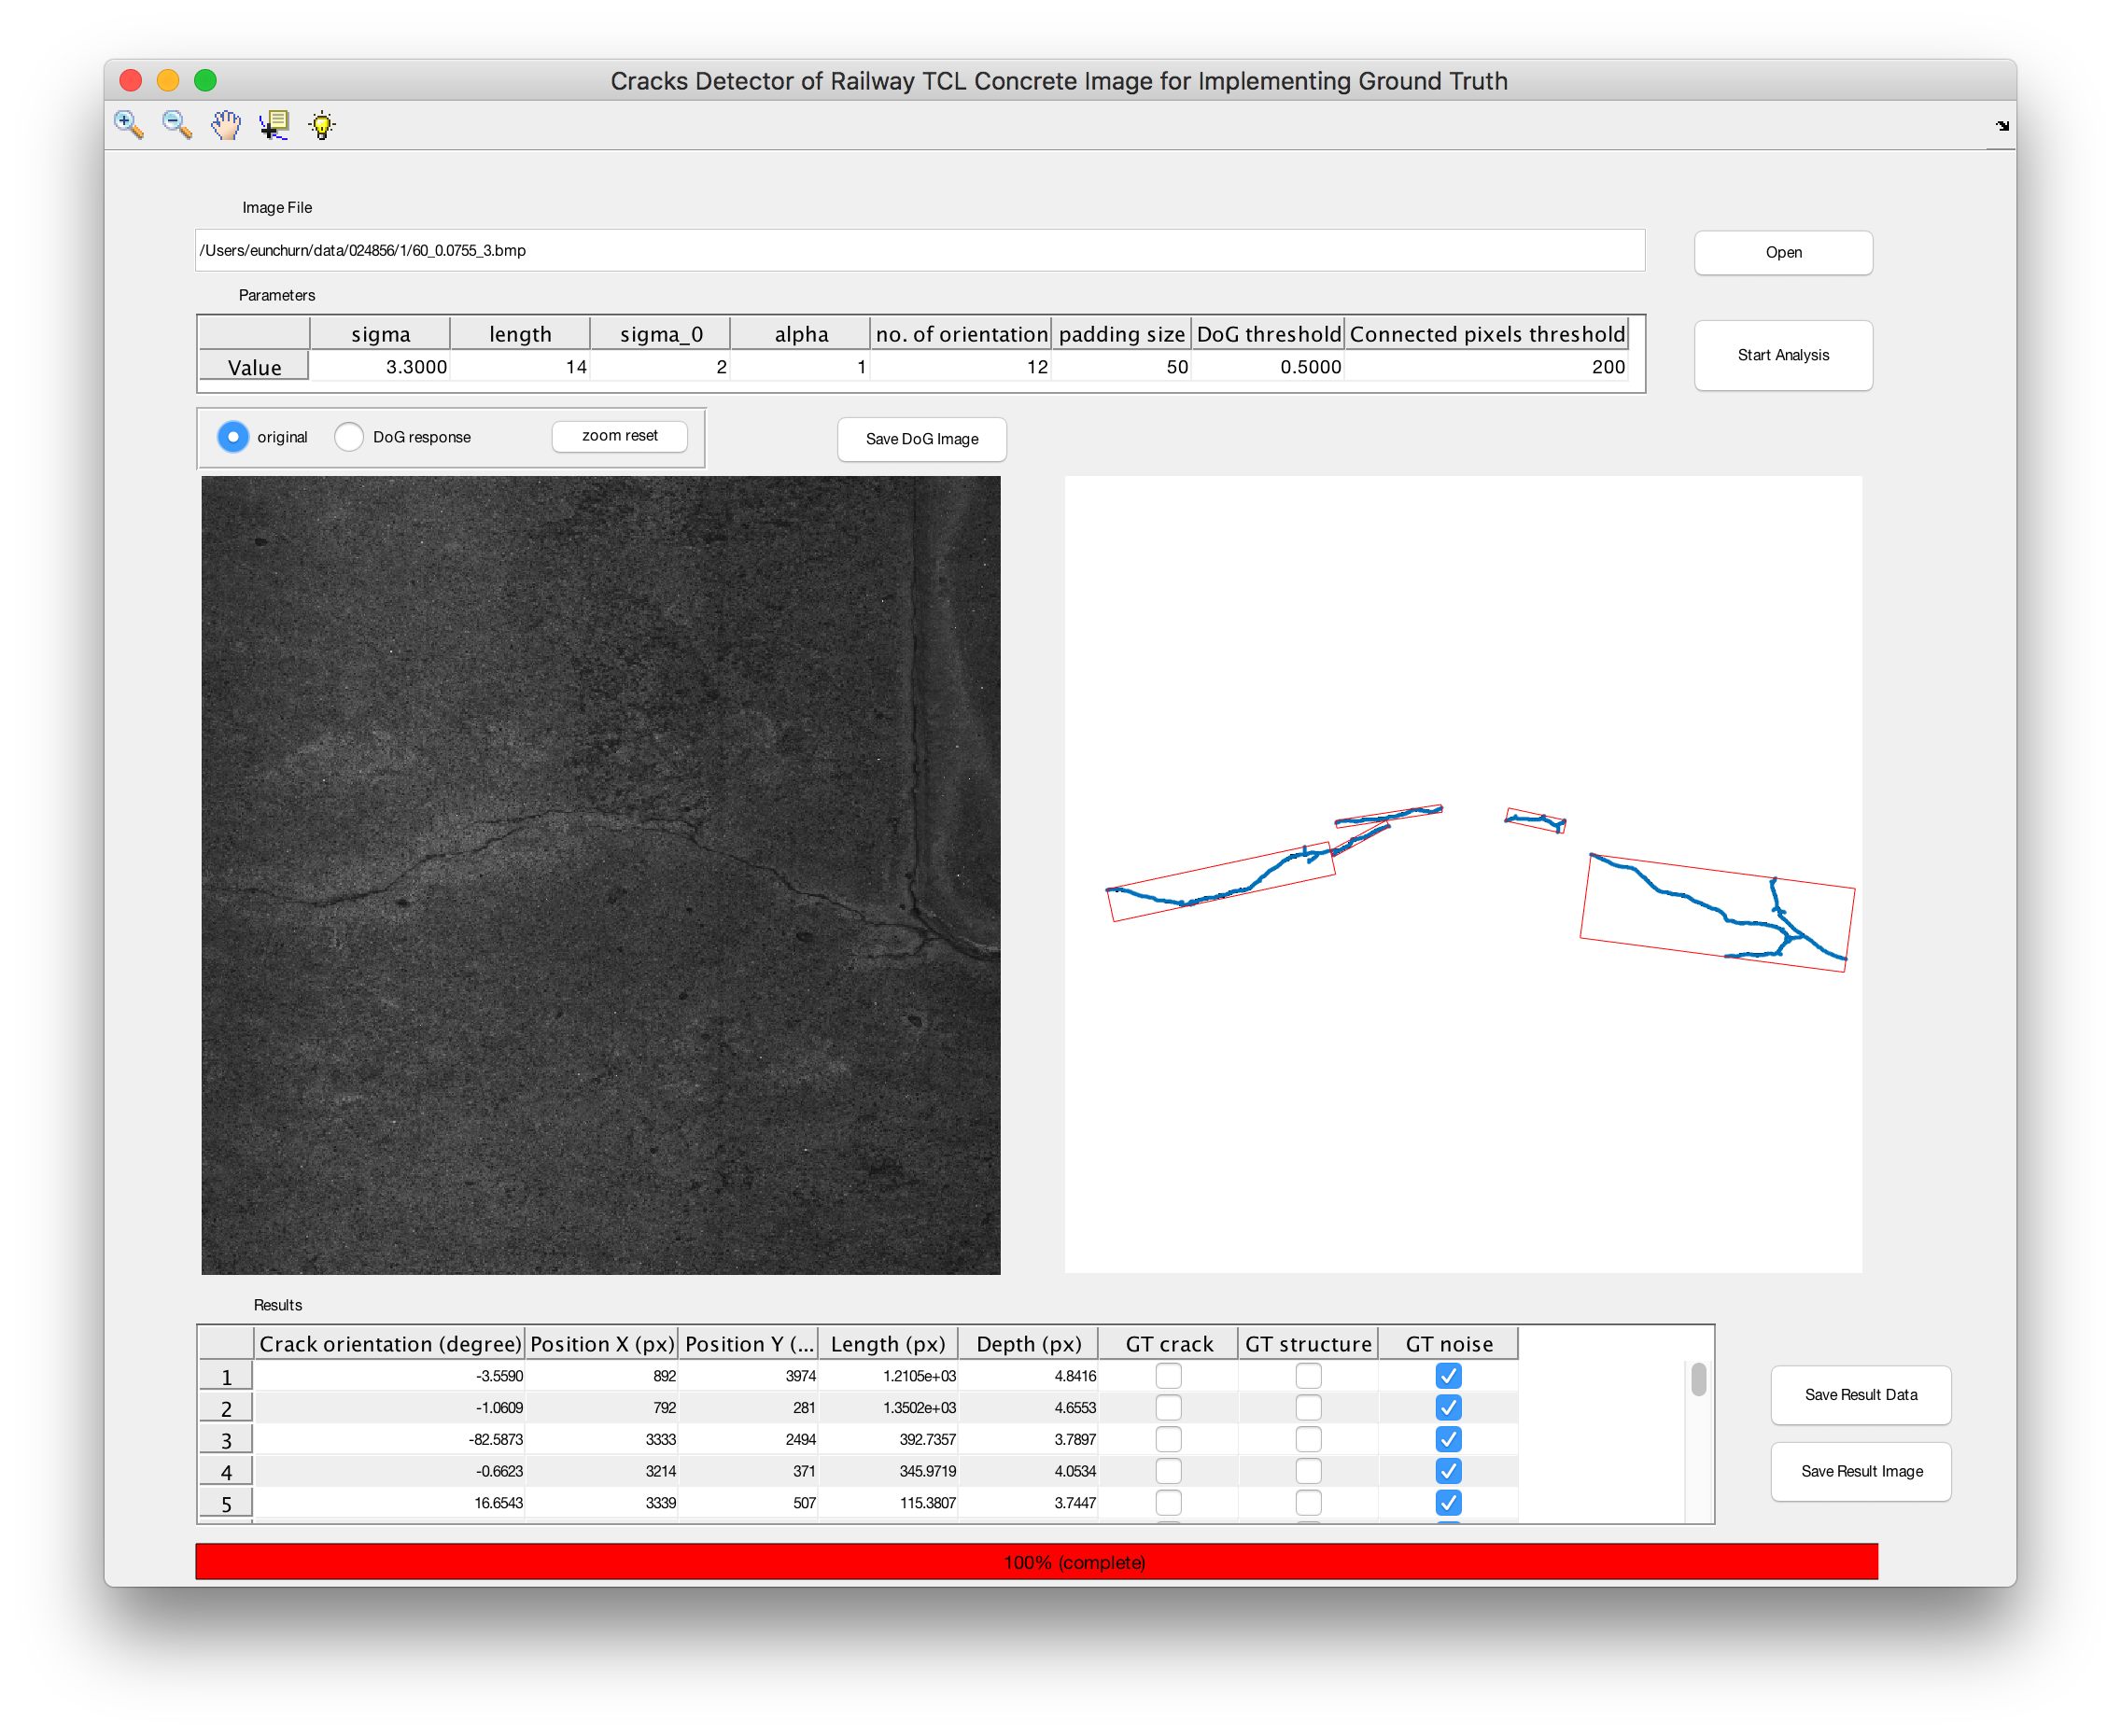 Cracks Detector of Railway TCL Concrete Image for Implementing Ground Truth
Image File
/Users/eunchurn/data/024856/1/60_0.0755_3.bmp
Open
Parameters
sigma length sigma_0 alpha no. of orientation padding size DoG threshold Connected pixels threshold
Value 3.3000 14 2 1 12 50 0.5000 200
Start Analysis
original DoG response zoom reset
Save DoG Image
Results
Crack orientation (degree) Position X (px) Position Y (... Length (px) Depth (px) GT crack GT structure GT noise
1 -3.5590 892 3974 1.2105e+03 4.8416
2 -1.0609 792 281 1.3502e+03 4.6553
3 -82.5873 3333 2494 392.7357 3.7897
4 -0.6623 3214 371 345.9719 4.0534
5 16.6543 3339 507 115.3807 3.7447
Save Result Data
Save Result Image
100% (complete)